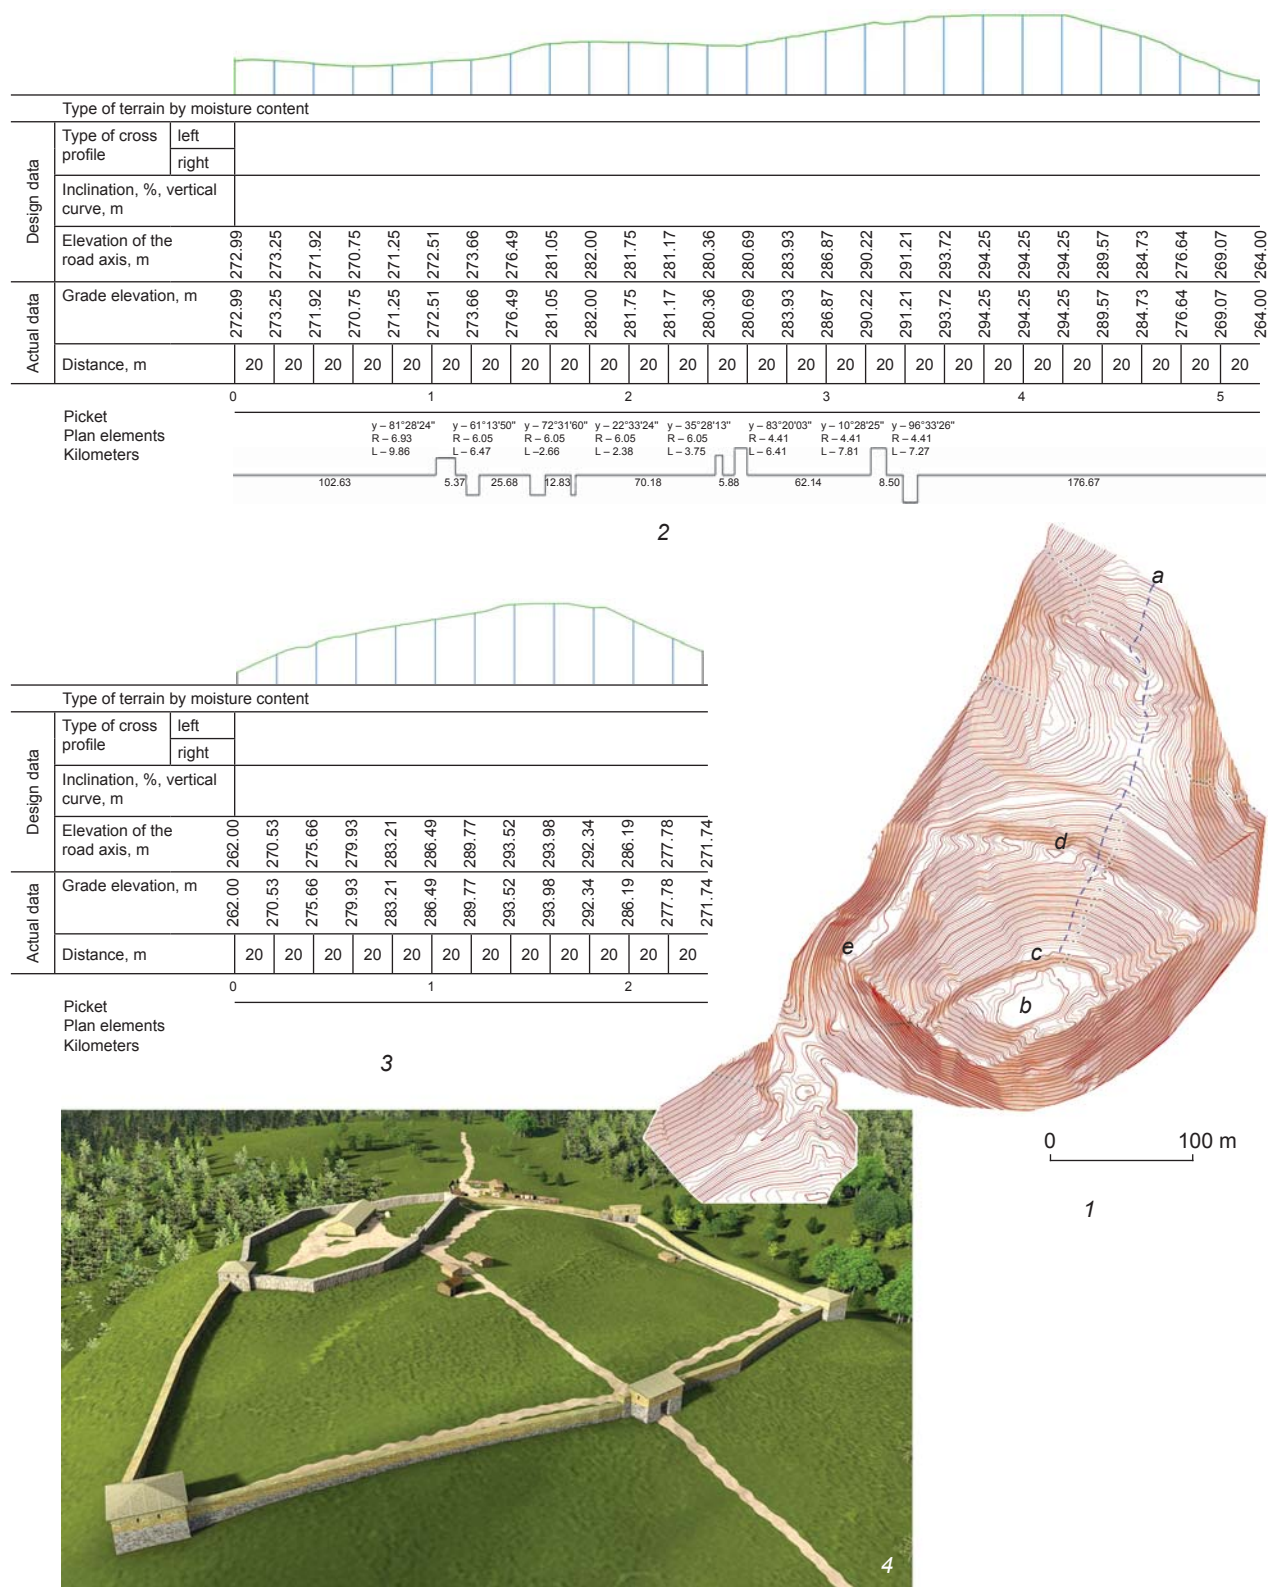 Type of terrain by moisture content
Design data
Type of cross profile
left
right
Inclination, %, vertical curve, m
Elevation of the road axis, m
272.99 273.25 271.92 270.75 271.25 272.51 273.66 276.49 281.05 282.00 281.75 281.17 280.36 280.69 283.93 286.87 290.22 291.21 293.72 294.25 294.25 294.25 289.57 284.73 276.64 269.07 264.00
Actual data
Grade elevation, m
272.99 273.25 271.92 270.75 271.25 272.51 273.66 276.49 281.05 282.00 281.75 281.17 280.36 280.69 283.93 286.87 290.22 291.21 293.72 294.25 294.25 294.25 289.57 284.73 276.64 269.07 264.00
Distance, m
20 20 20 20 20 20 20 20 20 20 20 20 20 20 20 20 20 20 20 20 20 20 20 20 20 20
0 1 2 3 4 5
Picket
Plan elements
Kilometers
y – 81°28'24" y – 61°13'50" y – 72°31'60" y – 22°33'24" y – 35°28'13" y – 83°20'03" y – 10°28'25" y – 96°33'26"
R – 6.93 R – 6.05 R – 6.05 R – 6.05 R – 6.05 R – 4.41 R – 4.41 R – 4.41
L – 9.86 L – 6.47 L –2.66 L – 2.38 L – 3.75 L – 6.41 L – 7.81 L – 7.27
102.63 5.37 25.68 12.83 70.18 5.88 62.14 8.50 176.67
2
Type of terrain by moisture content
Design data
Type of cross profile
left
right
Inclination, %, vertical curve, m
Elevation of the road axis, m
262.00 270.53 275.66 279.93 283.21 286.49 289.77 293.52 293.98 292.34 286.19 277.78 271.74
Actual data
Grade elevation, m
262.00 270.53 275.66 279.93 283.21 286.49 289.77 293.52 293.98 292.34 286.19 277.78 271.74
Distance, m
20 20 20 20 20 20 20 20 20 20 20 20
0 1 2
Picket
Plan elements
Kilometers
3
a
d
e
c
b
0 100 m
1
4